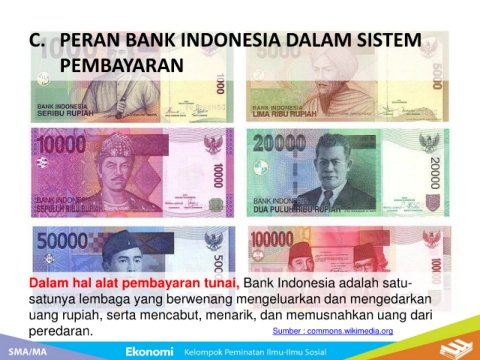 C. PERAN BANK INDONESIA DALAM SISTEM
PEMBAYARAN
1000
5000
BANK INDONESIA
SERIBU RUPIAH
1000
BANK INDONESIA
LIMA RIBU RUPIAH
5000
10000
BANK INDONESIA
SEPULUH RIBU RUPIAH
10000
20000
BANK INDONESIA
DUA PULUH RIBU RUPIAH
20000
50000
100000
Dalam hal alat pembayaran tunai, Bank Indonesia adalah satu-
satunya lembaga yang berwenang mengeluarkan dan mengedarkan
uang rupiah, serta mencabut, menarik, dan memusnahkan uang dari
peredaran.
Sumber : commons.wikimedia.org
SMA/MA Ekonomi Kelompok Peminatan Ilmu-Ilmu Sosial